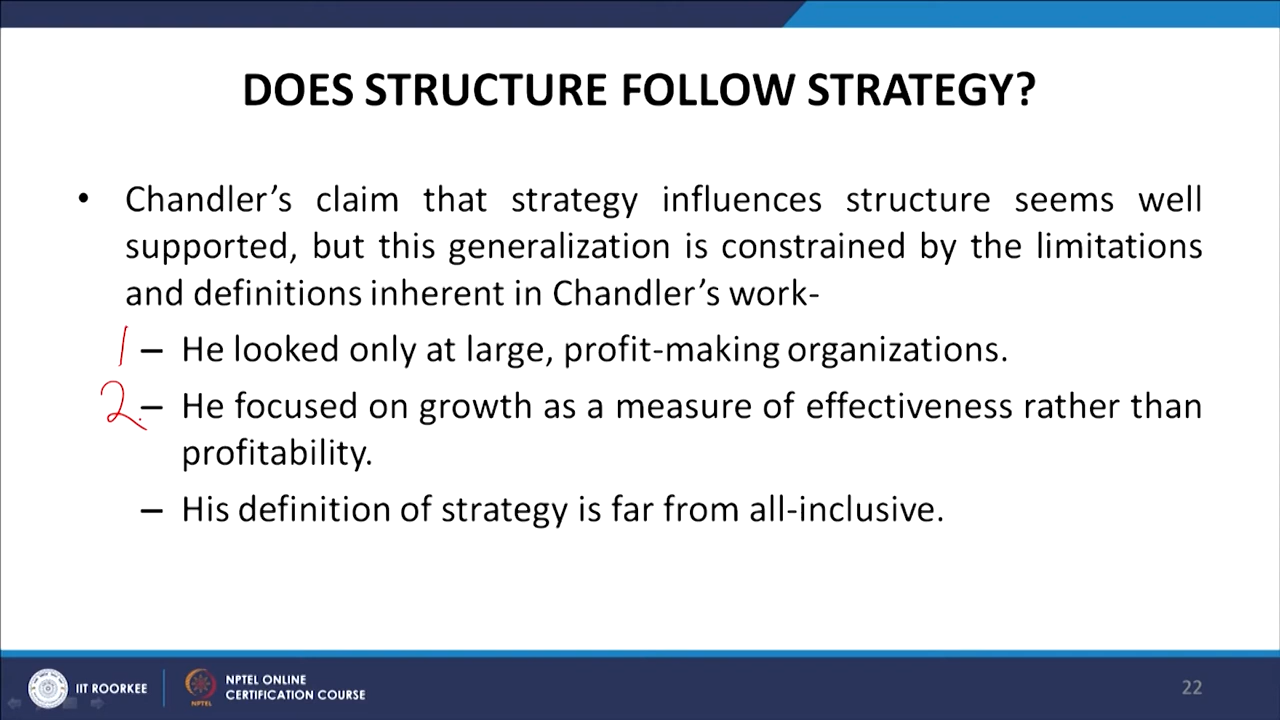 DOES STRUCTURE FOLLOW STRATEGY?
• Chandler's claim that strategy influences structure seems well
supported, but this generalization is constrained by the limitations
and definitions inherent in Chandler's work-
1 – He looked only at large, profit-making organizations.
2. – He focused on growth as a measure of effectiveness rather than
profitability.
– His definition of strategy is far from all-inclusive.
IIT ROORKEE
NPTEL
NPTEL ONLINE
CERTIFICATION COURSE
22